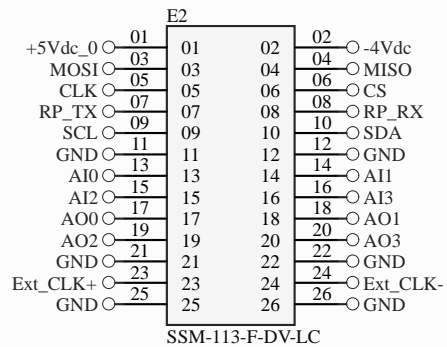 E2
+5Vdc_0 01 01 02 02 -4Vdc
MOSI 03 03 04 04 MISO
CLK 05 05 06 06 CS
RP_TX 07 07 08 08 RP_RX
SCL 09 09 10 10 SDA
GND 11 11 12 12 GND
AI0 13 13 14 14 AI1
AI2 15 15 16 16 AI3
AO0 17 17 18 18 AO1
AO2 19 19 20 20 AO3
GND 21 21 22 22 GND
Ext_CLK+ 23 23 24 24 Ext_CLK-
GND 25 25 26 26 GND
SSM-113-F-DV-LC